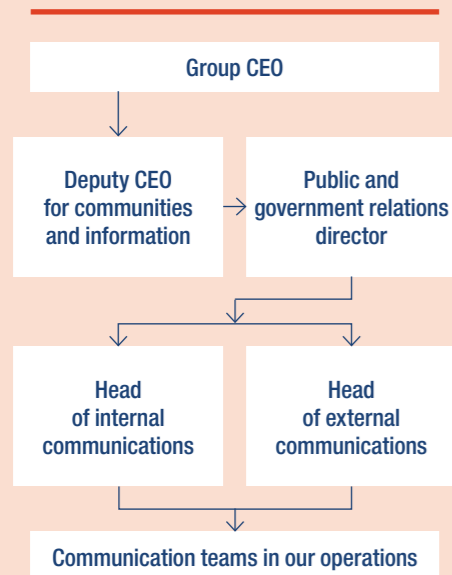 Group CEO
Deputy CEO
for communities
and information
Public and
government relations
director
Head
of internal
communications
Head
of external
communications
Communication teams in our operations